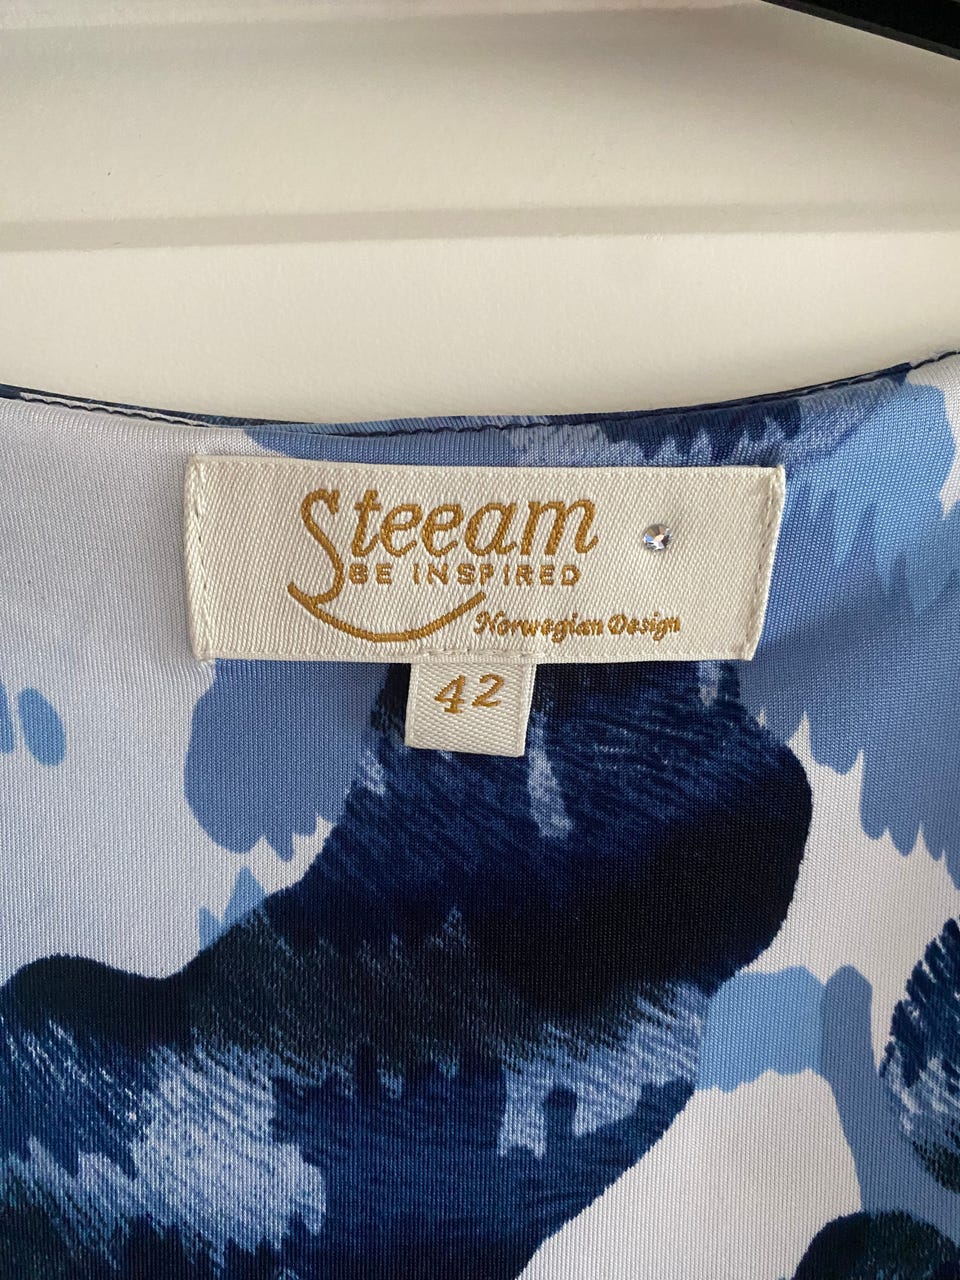 Steeam
BE INSPIRED
Norwegian Design
42